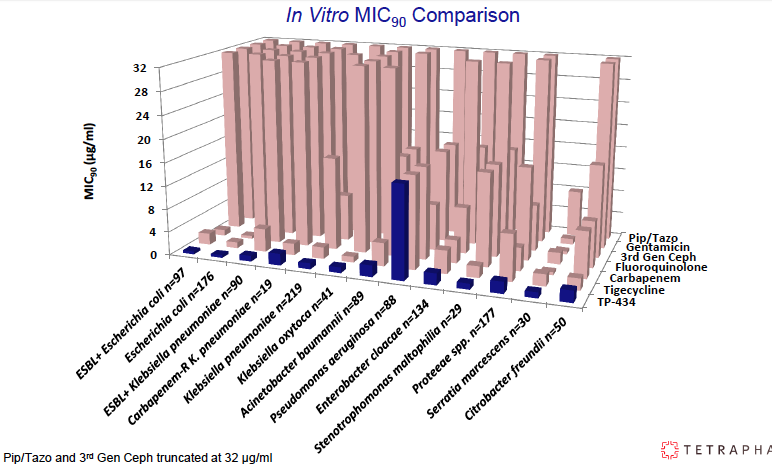 In Vitro MIC90 Comparison
32
28
24
20
16
12
8
4
0
MIC90 (µg/ml)
Pip/Tazo
Gentamicin
3rd Gen Ceph
Fluoroquinolone
Carbapenem
Tigecycline
TP-434
ESBL+ Escherichia coli n=97
Escherichia coli n=176
ESBL+ Klebsiella pneumoniae n=90
Carbapenem-R K. pneumoniae n=19
Klebsiella pneumoniae n=219
Klebsiella oxytoca n=41
Acinetobacter baumannii n=89
Pseudomonas aeruginosa n=88
Enterobacter cloacae n=134
Stenotrophomonas maltophilia n=29
Proteeae spp. n=177
Serratia marcescens n=30
Citrobacter freundii n=50
Pip/Tazo and 3rd Gen Ceph truncated at 32 µg/ml
TETRAPHA